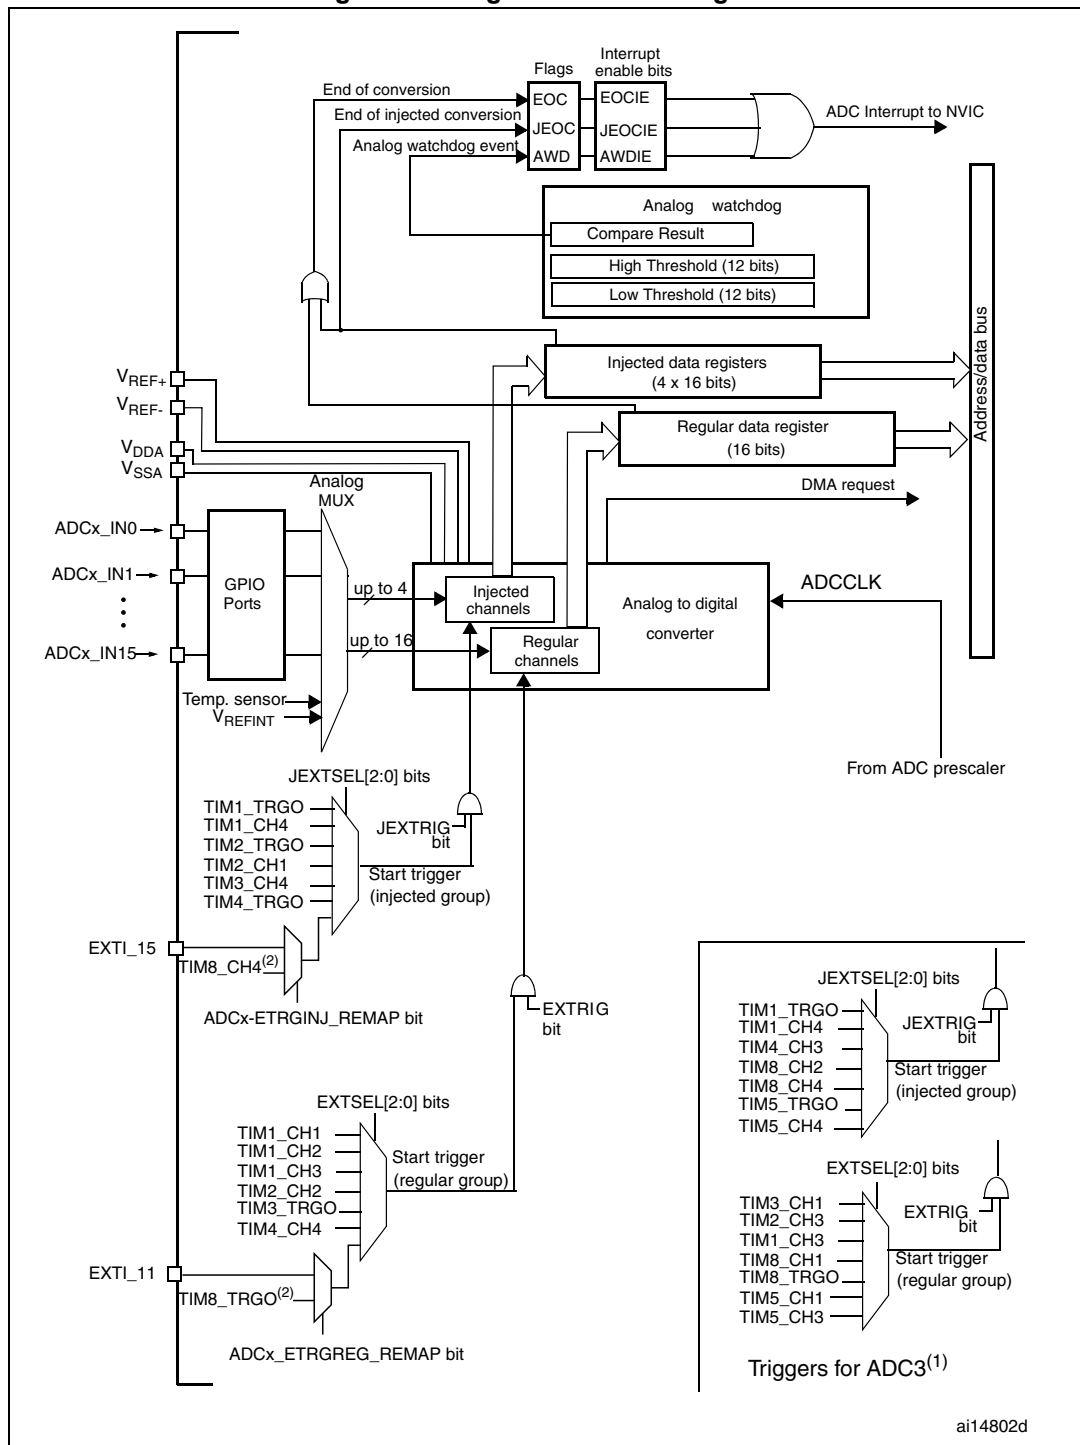 Flags
Interrupt
enable bits
End of conversion
EOC
EOCIE
ADC Interrupt to NVIC
End of injected conversion
JEOC
JEOCIE
Analog watchdog event
AWD
AWDIE
Analog watchdog
Compare Result
High Threshold (12 bits)
Low Threshold (12 bits)
Address/data bus
Injected data registers
(4 x 16 bits)
VREF+
VREF-
Regular data register
(16 bits)
VDDA
VSSA
Analog
MUX
DMA request
ADCx_IN0
ADCx_IN1
GPIO
Ports
up to 4
Injected
channels
Analog to digital
converter
ADCCLK
up to 16
Regular
channels
ADCx_IN15
Temp. sensor
VREFINT
From ADC prescaler
JEXTSEL[2:0] bits
TIM1_TRGO
TIM1_CH4
TIM2_TRGO
TIM2_CH1
TIM3_CH4
TIM4_TRGO
JEXTRIG
bit
Start trigger
(injected group)
EXTI_15
TIM8_CH4(2)
ADCx-ETRGINJ_REMAP bit
EXTRIG
bit
EXTSEL[2:0] bits
TIM1_CH1
TIM1_CH2
TIM1_CH3
TIM2_CH2
TIM3_TRGO
TIM4_CH4
Start trigger
(regular group)
EXTI_11
TIM8_TRGO(2)
ADCx_ETRGREG_REMAP bit
JEXTSEL[2:0] bits
TIM1_TRGO
TIM1_CH4
TIM4_CH3
TIM8_CH2
TIM8_CH4
TIM5_TRGO
TIM5_CH4
JEXTRIG
bit
Start trigger
(injected group)
EXTSEL[2:0] bits
TIM3_CH1
TIM2_CH3
TIM1_CH3
TIM8_CH1
TIM8_TRGO
TIM5_CH1
TIM5_CH3
EXTRIG
bit
Start trigger
(regular group)
Triggers for ADC3(1)
ai14802d